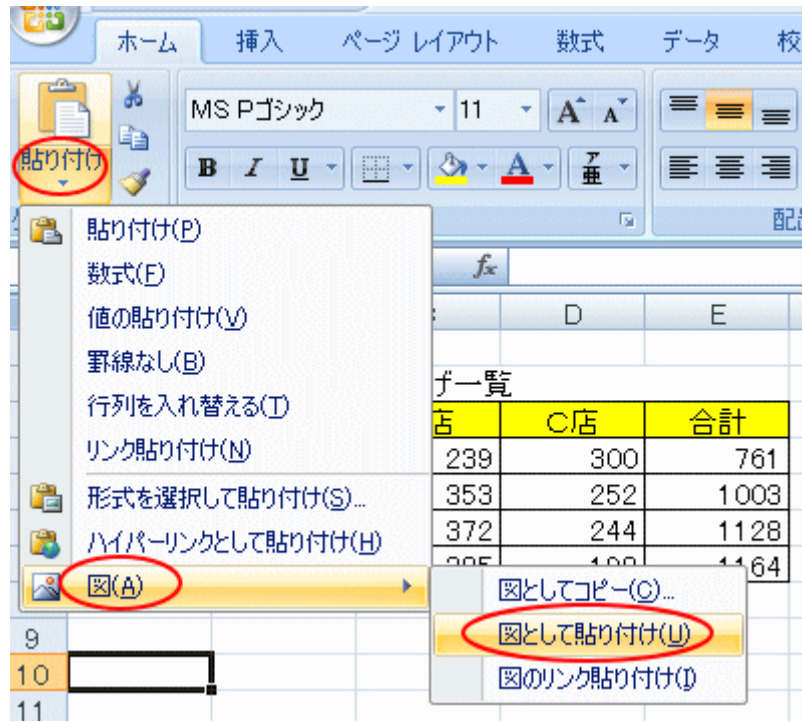 ホーム 挿入 ページ レイアウト 数式 データ 校
MS Pゴシック 11 A A
貼り付け B I U A ア亜
配
貼り付け(P)
数式(F)
値の貼り付け(V)
罫線なし(B)
行列を入れ替える(T)
リンク貼り付け(N)
形式を選択して貼り付け(S)...
ハイパーリンクとして貼り付け(H)
図(A)
図としてコピー(C)...
図として貼り付け(U)
図のリンク貼り付け(I)
fx
D E
一覧
店 C店 合計
239 300 761
353 252 1003
372 244 1128
1164
9
10
11